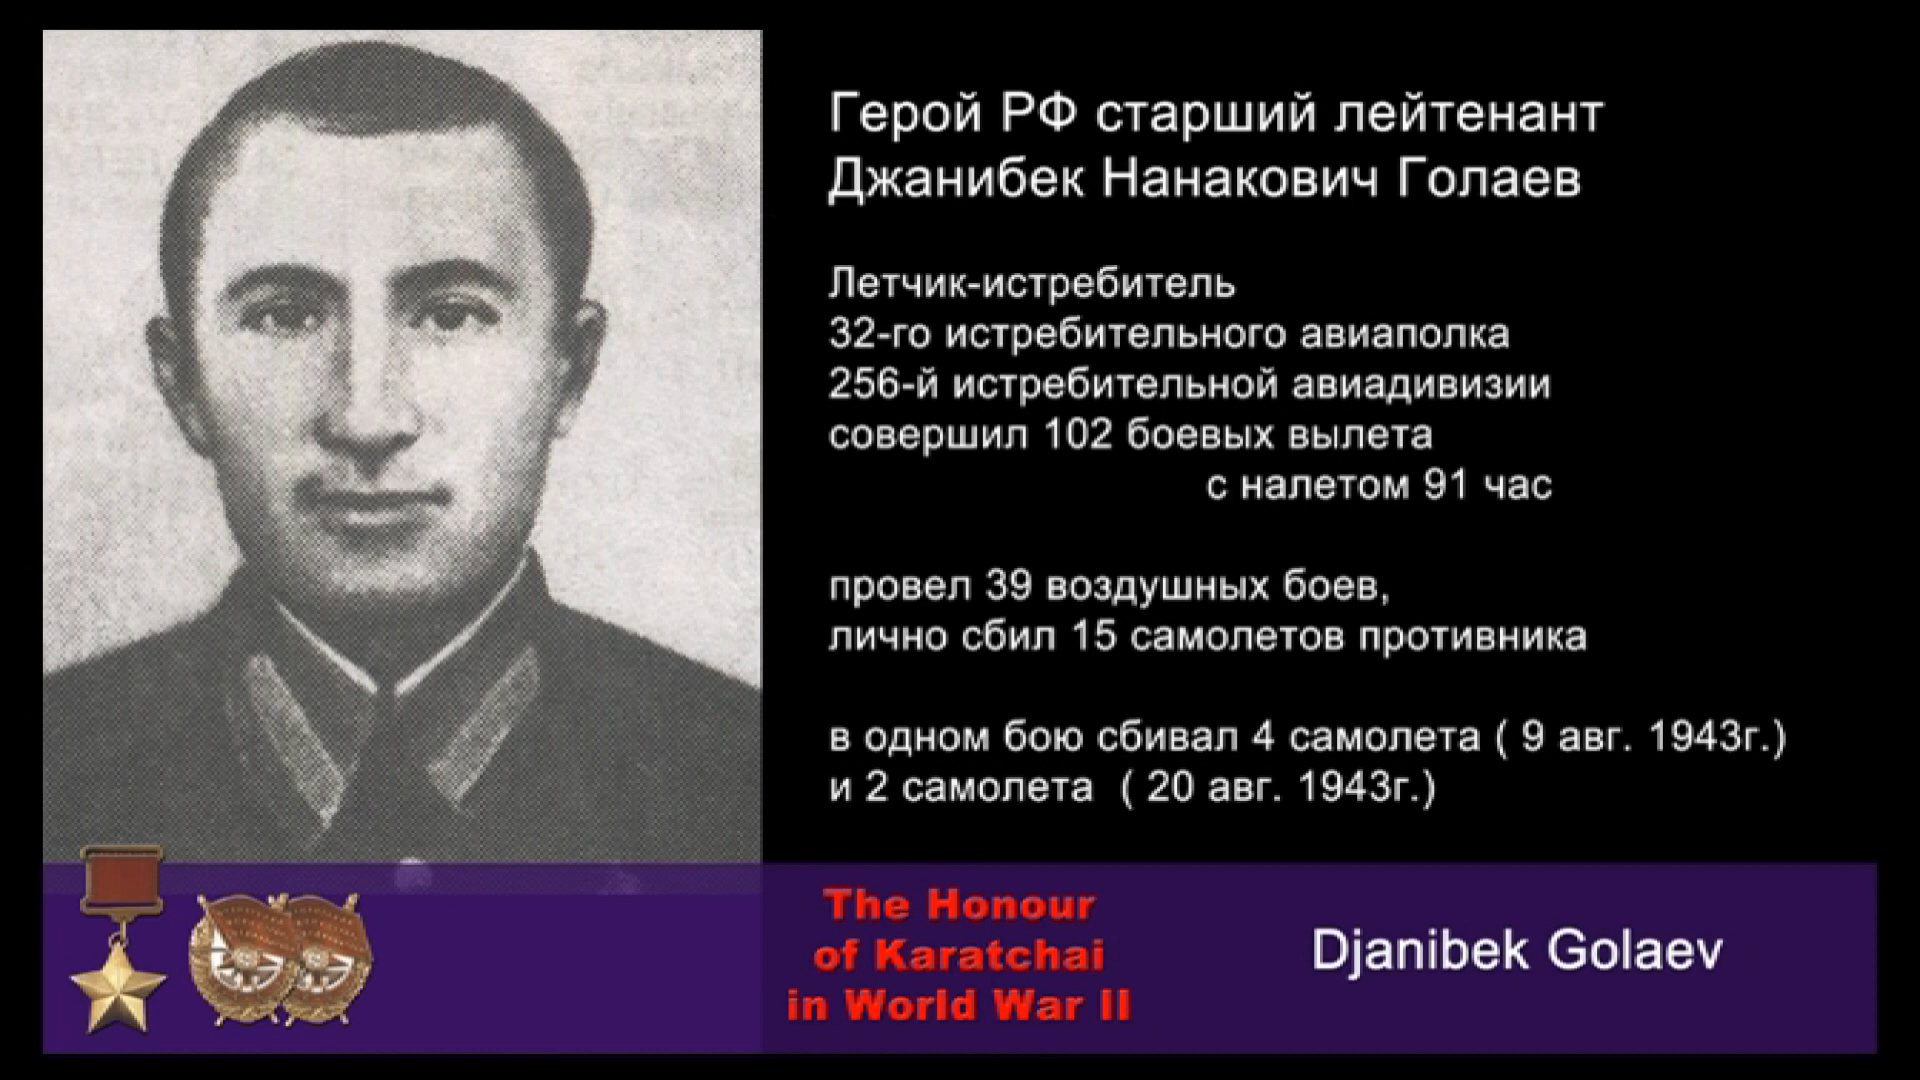 Герой РФ старший лейтенант
Джанибек Нанакович Голаев
Летчик-истребитель
32-го истребительного авиаполка
256-й истребительной авиадивизии
совершил 102 боевых вылета
с налетом 91 час
провел 39 воздушных боев,
лично сбил 15 самолетов противника
в одном бою сбивал 4 самолета ( 9 авг. 1943г.)
и 2 самолета ( 20 авг. 1943г.)
The Honour
of Karatchai
in World War II
Djanibek Golaev